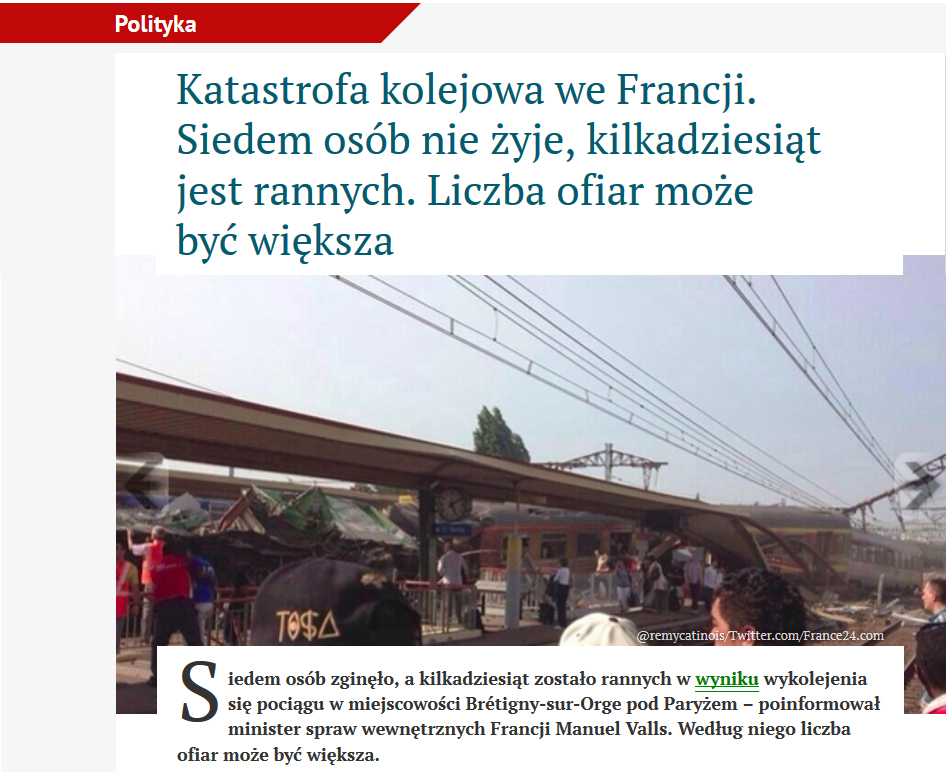 Polityka
Katastrofa kolejowa we Francji.
Siedem osób nie żyje, kilkadziesiąt
jest rannych. Liczba ofiar może
być większa
TO$A
@remycatinois/Twitter.com/France24.com
Siedem osób zginęło, a kilkadziesiąt zostało rannych w wyniku wykolejenia
się pociągu w miejscowości Brétigny-sur-Orge pod Paryżem – poinformował
minister spraw wewnętrznych Francji Manuel Valls. Według niego liczba
ofiar może być większa.